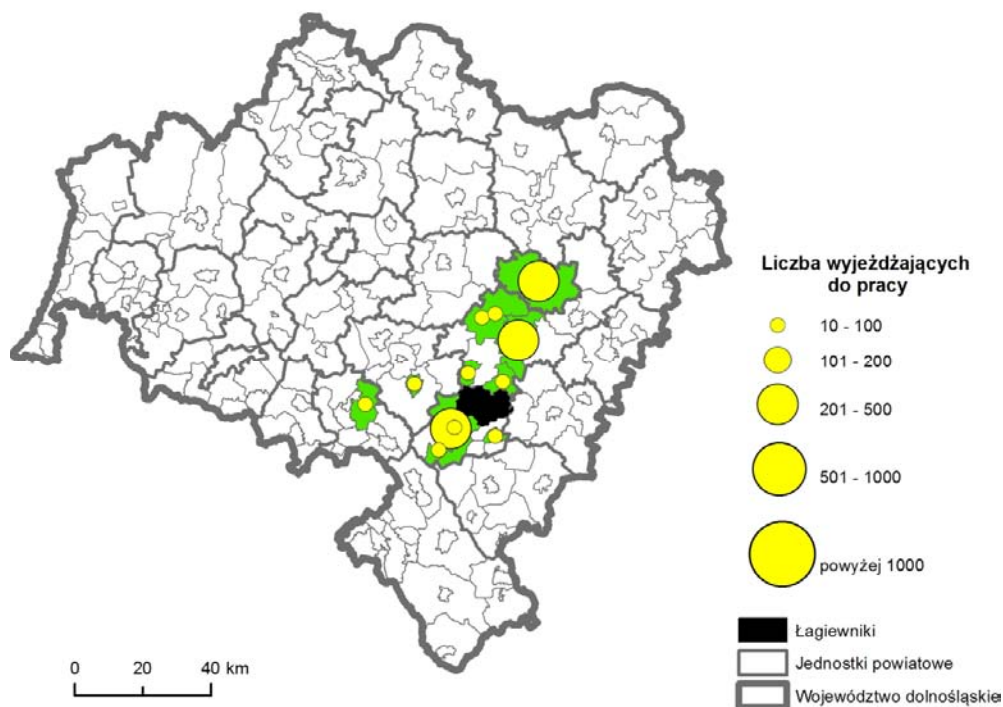 Liczba wyjeżdżających
do pracy
10 - 100
101 - 200
201 - 500
501 - 1000
powyżej 1000
Łagiewniki
Jednostki powiatowe
Województwo dolnośląskie
0 20 40 km